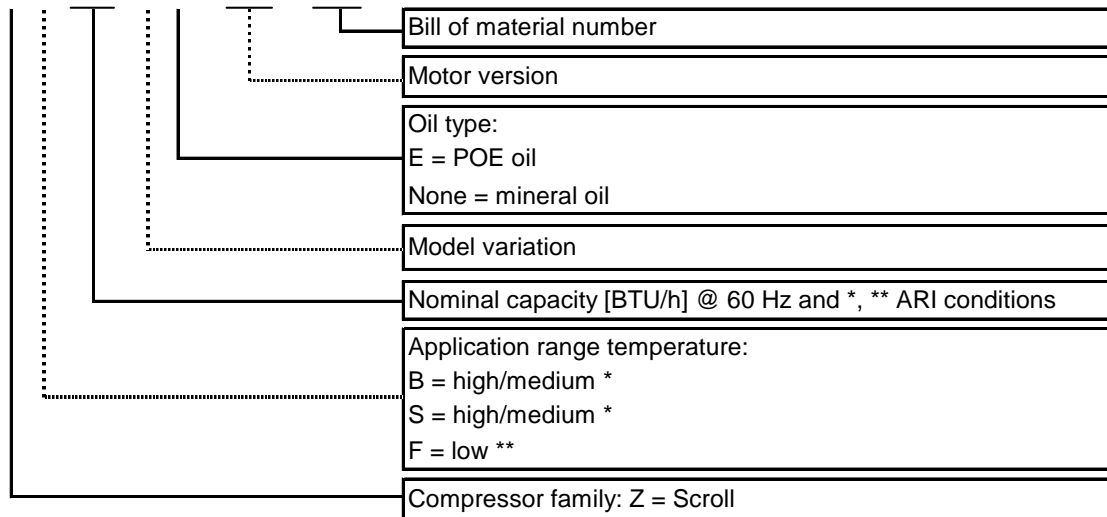 Bill of material number
Motor version
Oil type:
E = POE oil
None = mineral oil
Model variation
Nominal capacity [BTU/h] @ 60 Hz and *, ** ARI conditions
Application range temperature:
B = high/medium *
S = high/medium *
F = low **
Compressor family: Z = Scroll